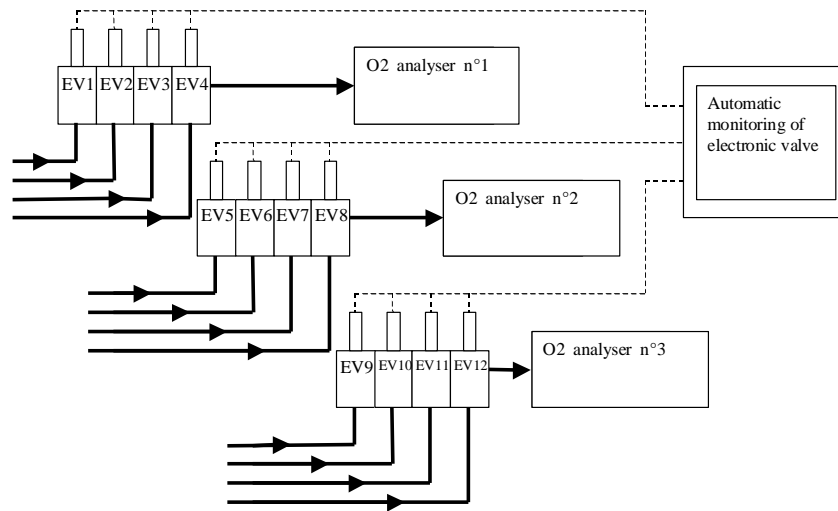 O2 analyser n°1
EV1 EV2 EV3 EV4
Automatic
monitoring of
electronic valve
O2 analyser n°2
EV5 EV6 EV7 EV8
O2 analyser n°3
EV9 EV10 EV11 EV12